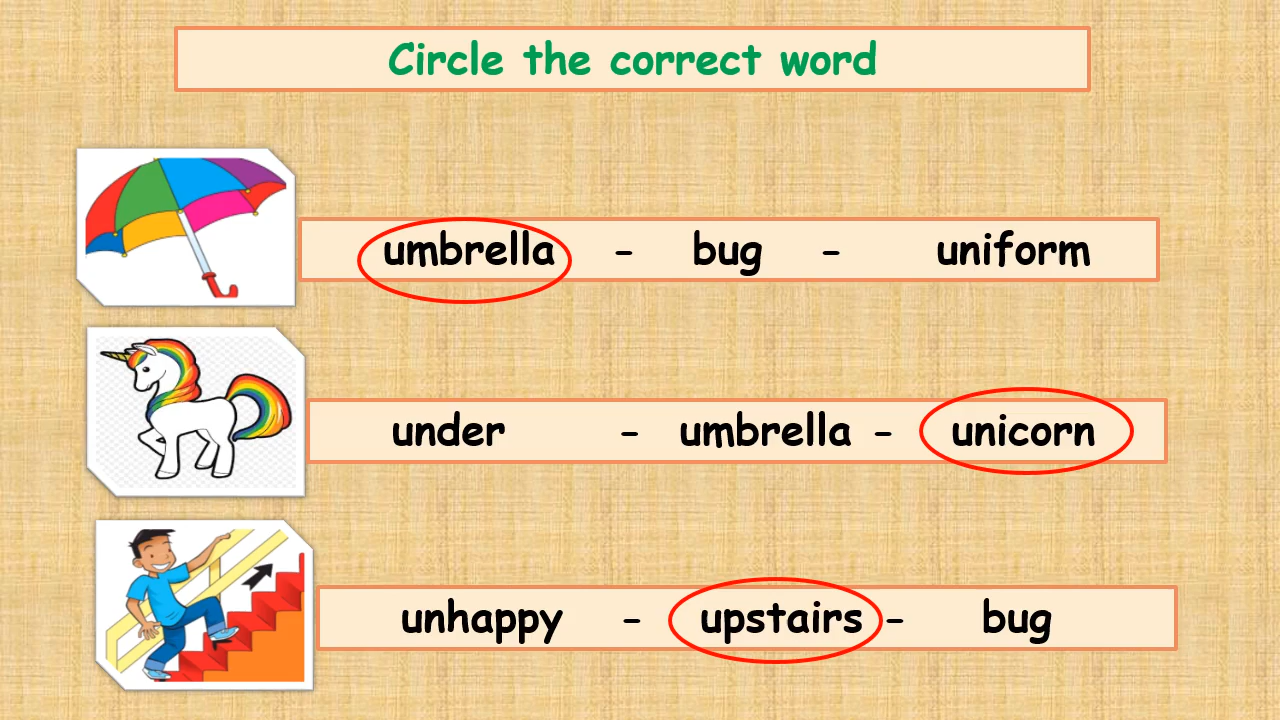 Circle the correct word
umbrella - bug - uniform
under - umbrella - unicorn
unhappy - upstairs - bug